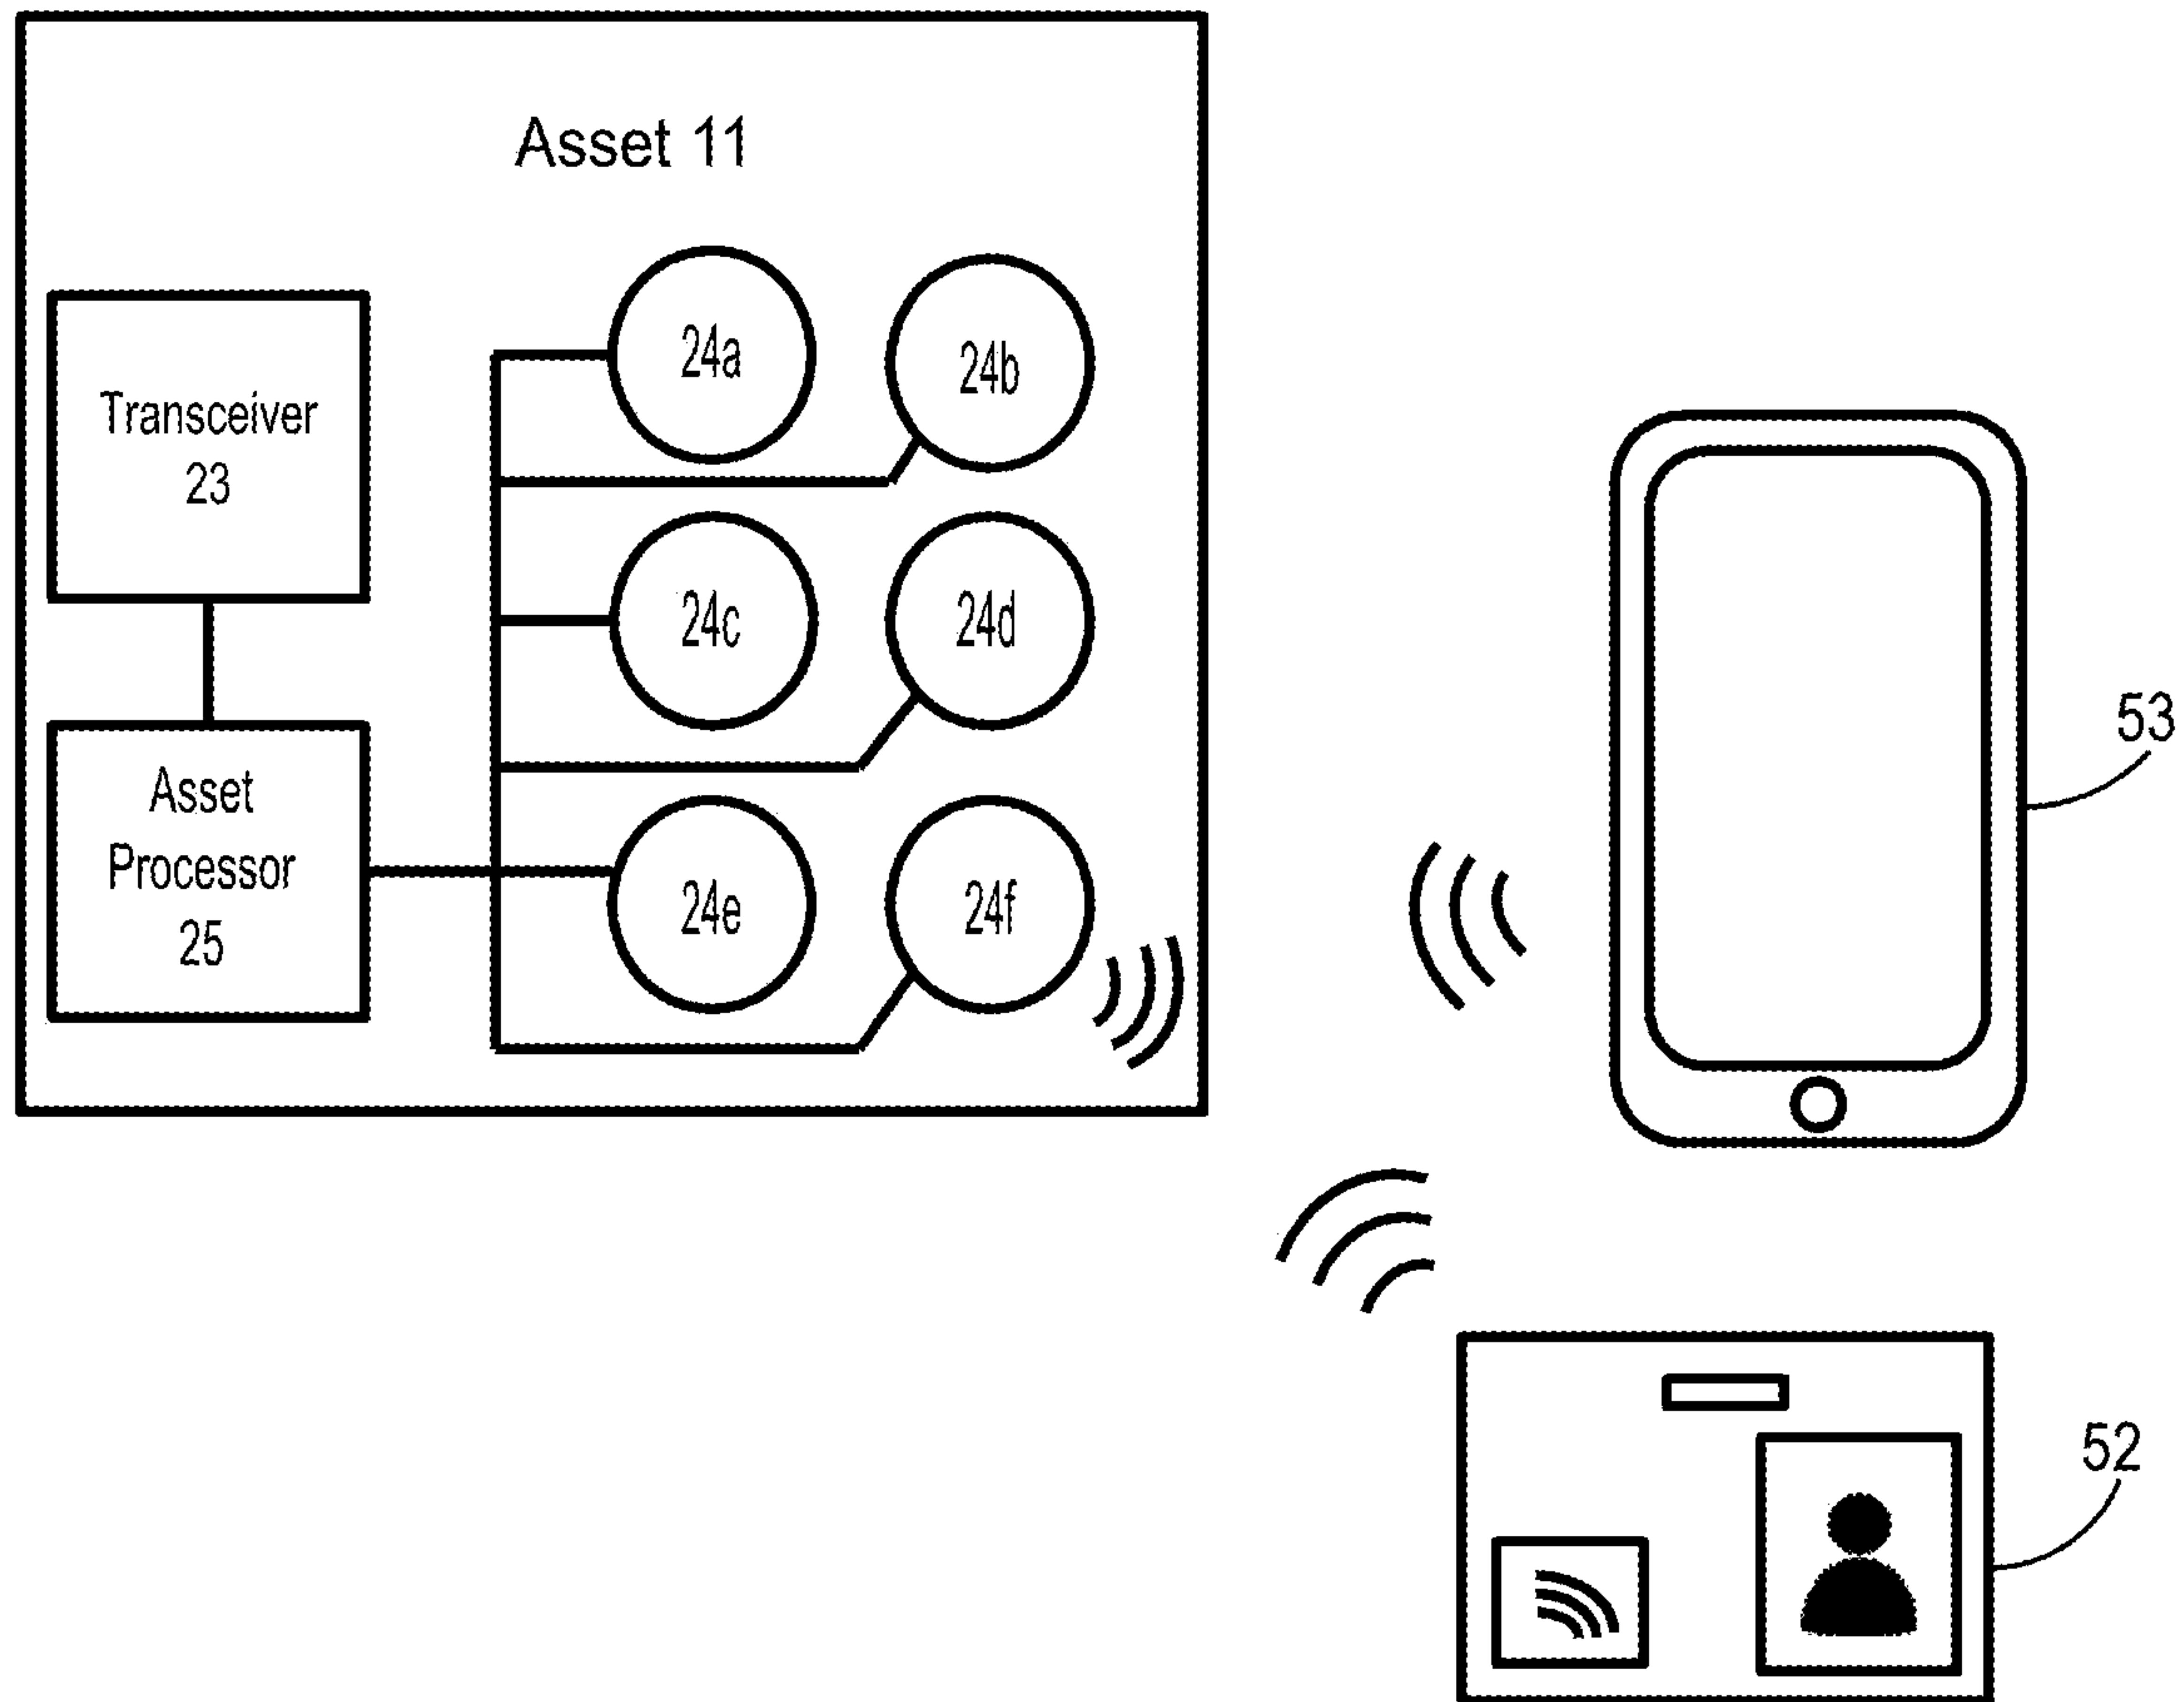 Asset 11
24a
24b
Transceiver
23
24c
24d
Asset
Processor
25
24e
24f
53
52